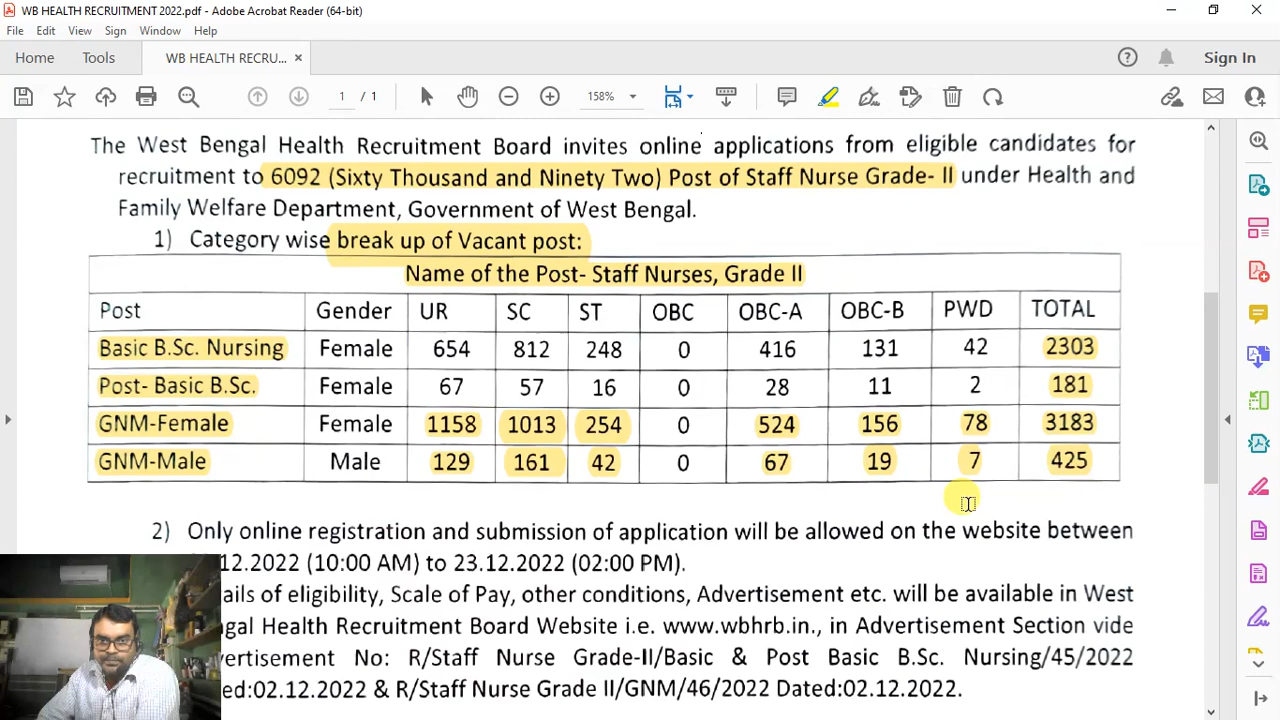 WB HEALTH RECRUITMENT 2022.pdf - Adobe Acrobat Reader (64-bit)
File Edit View Sign Window Help
Home Tools WB HEALTH RECRU... × Sign In
1 / 1 158%
The West Bengal Health Recruitment Board invites online applications from eligible candidates for
recruitment to 6092 (Sixty Thousand and Ninety Two) Post of Staff Nurse Grade- II under Health and
Family Welfare Department, Government of West Bengal.
1) Category wise break up of Vacant post:
Name of the Post- Staff Nurses, Grade II
Post Gender UR SC ST OBC OBC-A OBC-B PWD TOTAL
Basic B.Sc. Nursing Female 654 812 248 0 416 131 42 2303
Post- Basic B.Sc. Female 67 57 16 0 28 11 2 181
GNM-Female Female 1158 1013 254 0 524 156 78 3183
GNM-Male Male 129 161 42 0 67 19 7 425
2) Only online registration and submission of application will be allowed on the website between
12.2022 (10:00 AM) to 23.12.2022 (02:00 PM).
ails of eligibility, Scale of Pay, other conditions, Advertisement etc. will be available in West
gal Health Recruitment Board Website i.e. www.wbhrb.in., in Advertisement Section vide
vertisement No: R/Staff Nurse Grade-II/Basic & Post Basic B.Sc. Nursing/45/2022
ed:02.12.2022 & R/Staff Nurse Grade II/GNM/46/2022 Dated:02.12.2022.